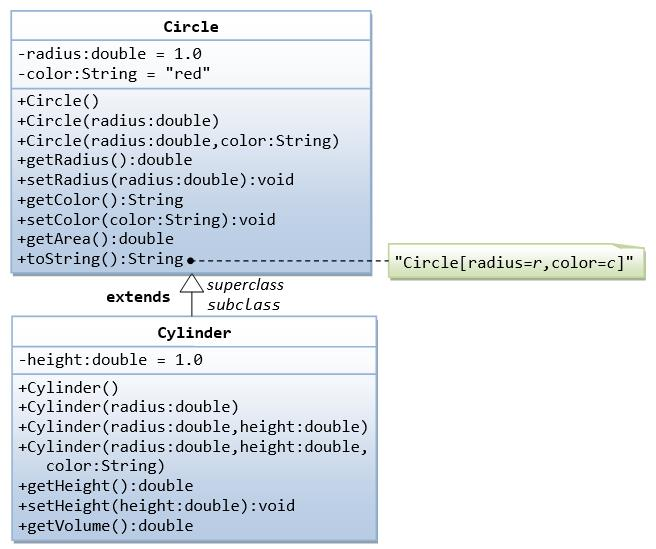 Circle
-radius:double = 1.0
-color:String = "red"
+Circle()
+Circle(radius:double)
+Circle(radius:double,color:String)
+getRadius():double
+setRadius(radius:double):void
+getColor():String
+setColor(color:String):void
+getArea():double
+toString():String
"Circle[radius=r,color=c]"
superclass
extends
subclass
Cylinder
-height:double = 1.0
+Cylinder()
+Cylinder(radius:double)
+Cylinder(radius:double,height:double)
+Cylinder(radius:double,height:double,
color:String)
+getHeight():double
+setHeight(height:double):void
+getVolume():double